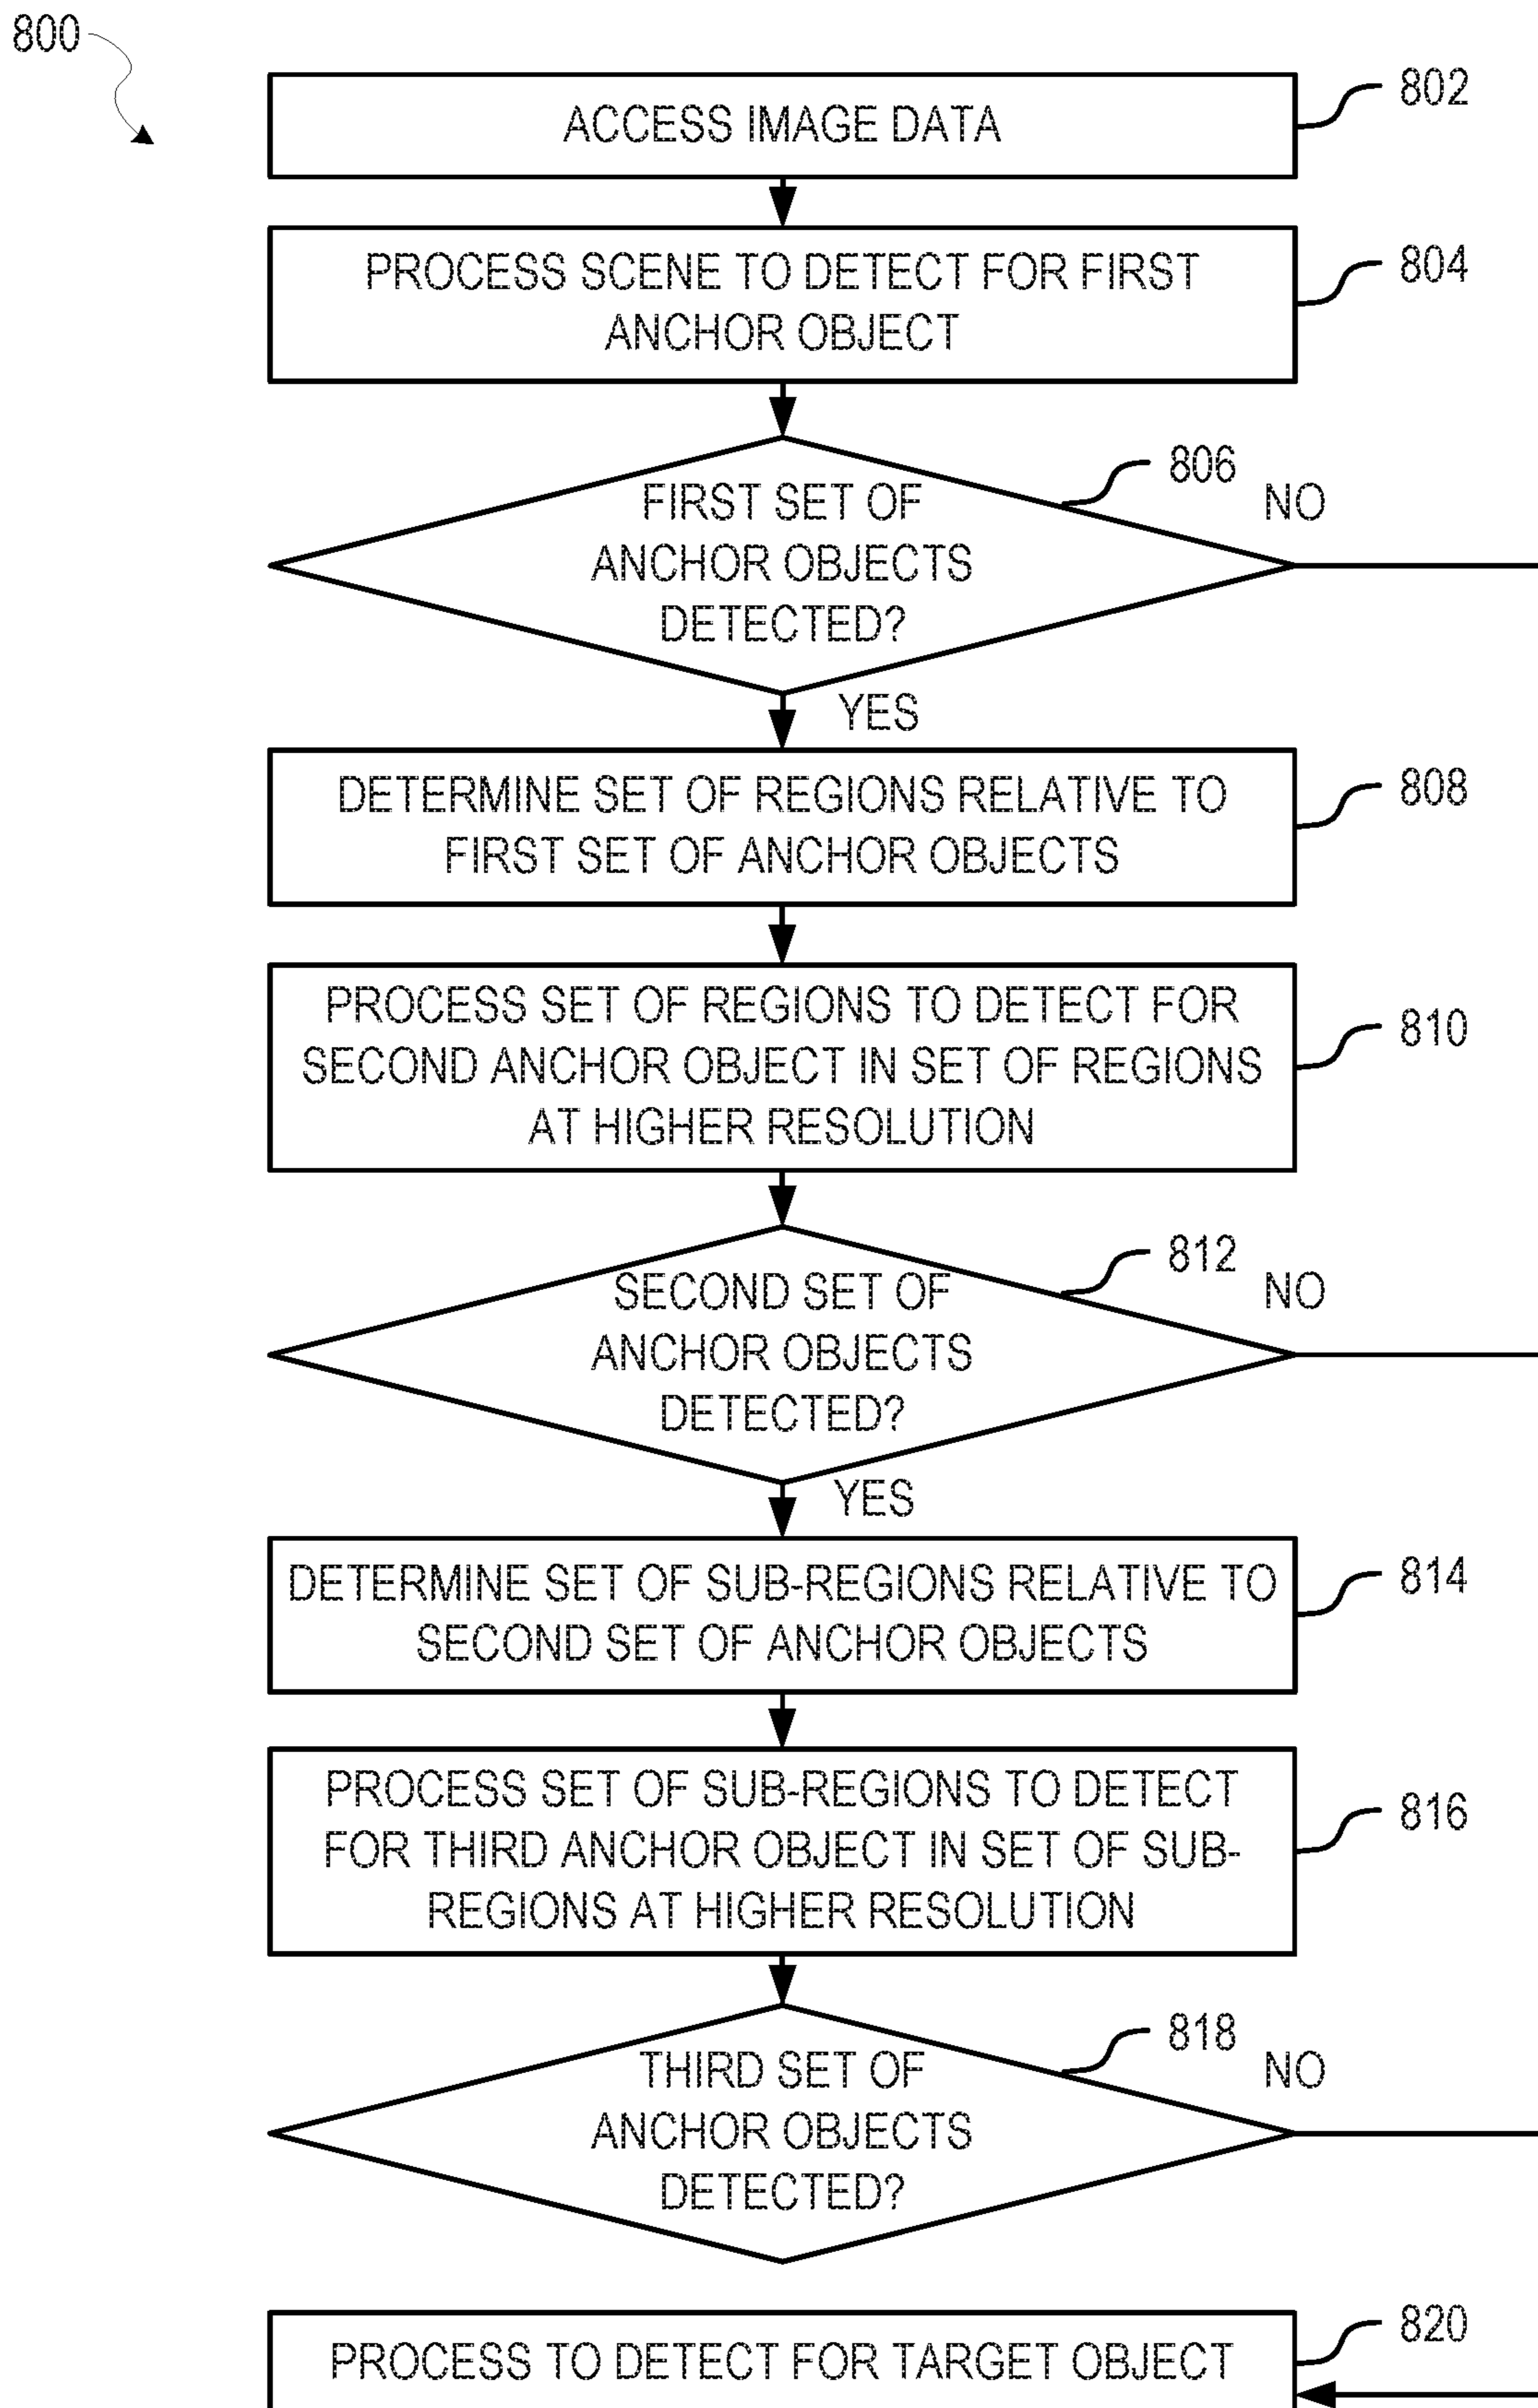 800
ACCESS IMAGE DATA
802
PROCESS SCENE TO DETECT FOR FIRST
ANCHOR OBJECT
804
FIRST SET OF
ANCHOR OBJECTS
DETECTED?
806
NO
YES
DETERMINE SET OF REGIONS RELATIVE TO
FIRST SET OF ANCHOR OBJECTS
808
PROCESS SET OF REGIONS TO DETECT FOR
SECOND ANCHOR OBJECT IN SET OF REGIONS
AT HIGHER RESOLUTION
810
SECOND SET OF
ANCHOR OBJECTS
DETECTED?
812
NO
YES
DETERMINE SET OF SUB-REGIONS RELATIVE TO
SECOND SET OF ANCHOR OBJECTS
814
PROCESS SET OF SUB-REGIONS TO DETECT
FOR THIRD ANCHOR OBJECT IN SET OF SUB-
REGIONS AT HIGHER RESOLUTION
816
THIRD SET OF
ANCHOR OBJECTS
DETECTED?
818
NO
PROCESS TO DETECT FOR TARGET OBJECT
820